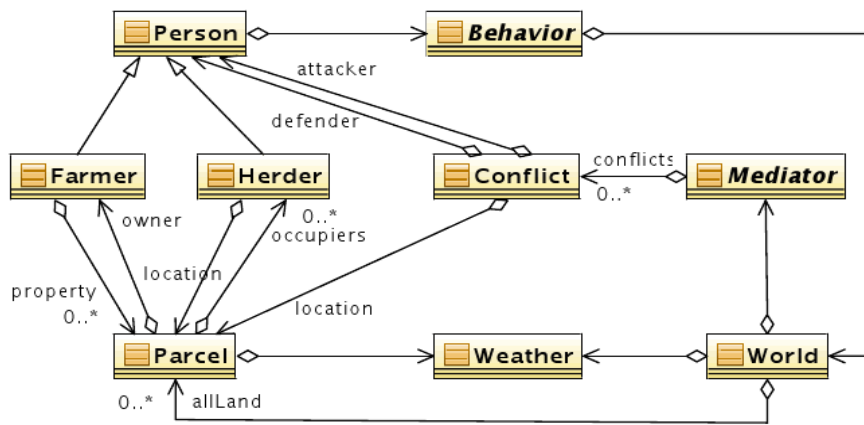 Person
Behavior
attacker
defender
Farmer
Herder
Conflict
conflicts
Mediator
0..*
0..*
owner
occupiers
location
property
0..*
location
Parcel
Weather
World
0..*
allLand